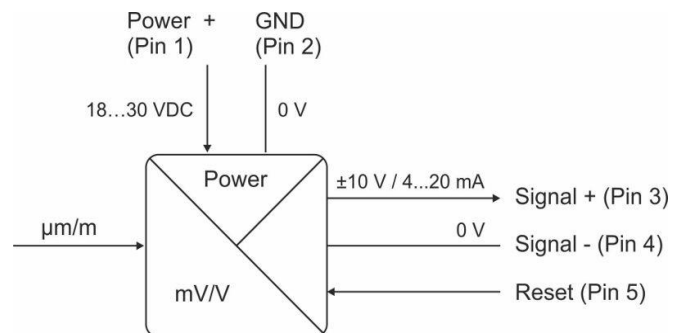 Power +
(Pin 1)
GND
(Pin 2)
18...30 VDC
0 V
Power
±10 V / 4...20 mA
Signal + (Pin 3)
µm/m
0 V
Signal - (Pin 4)
mV/V
Reset (Pin 5)